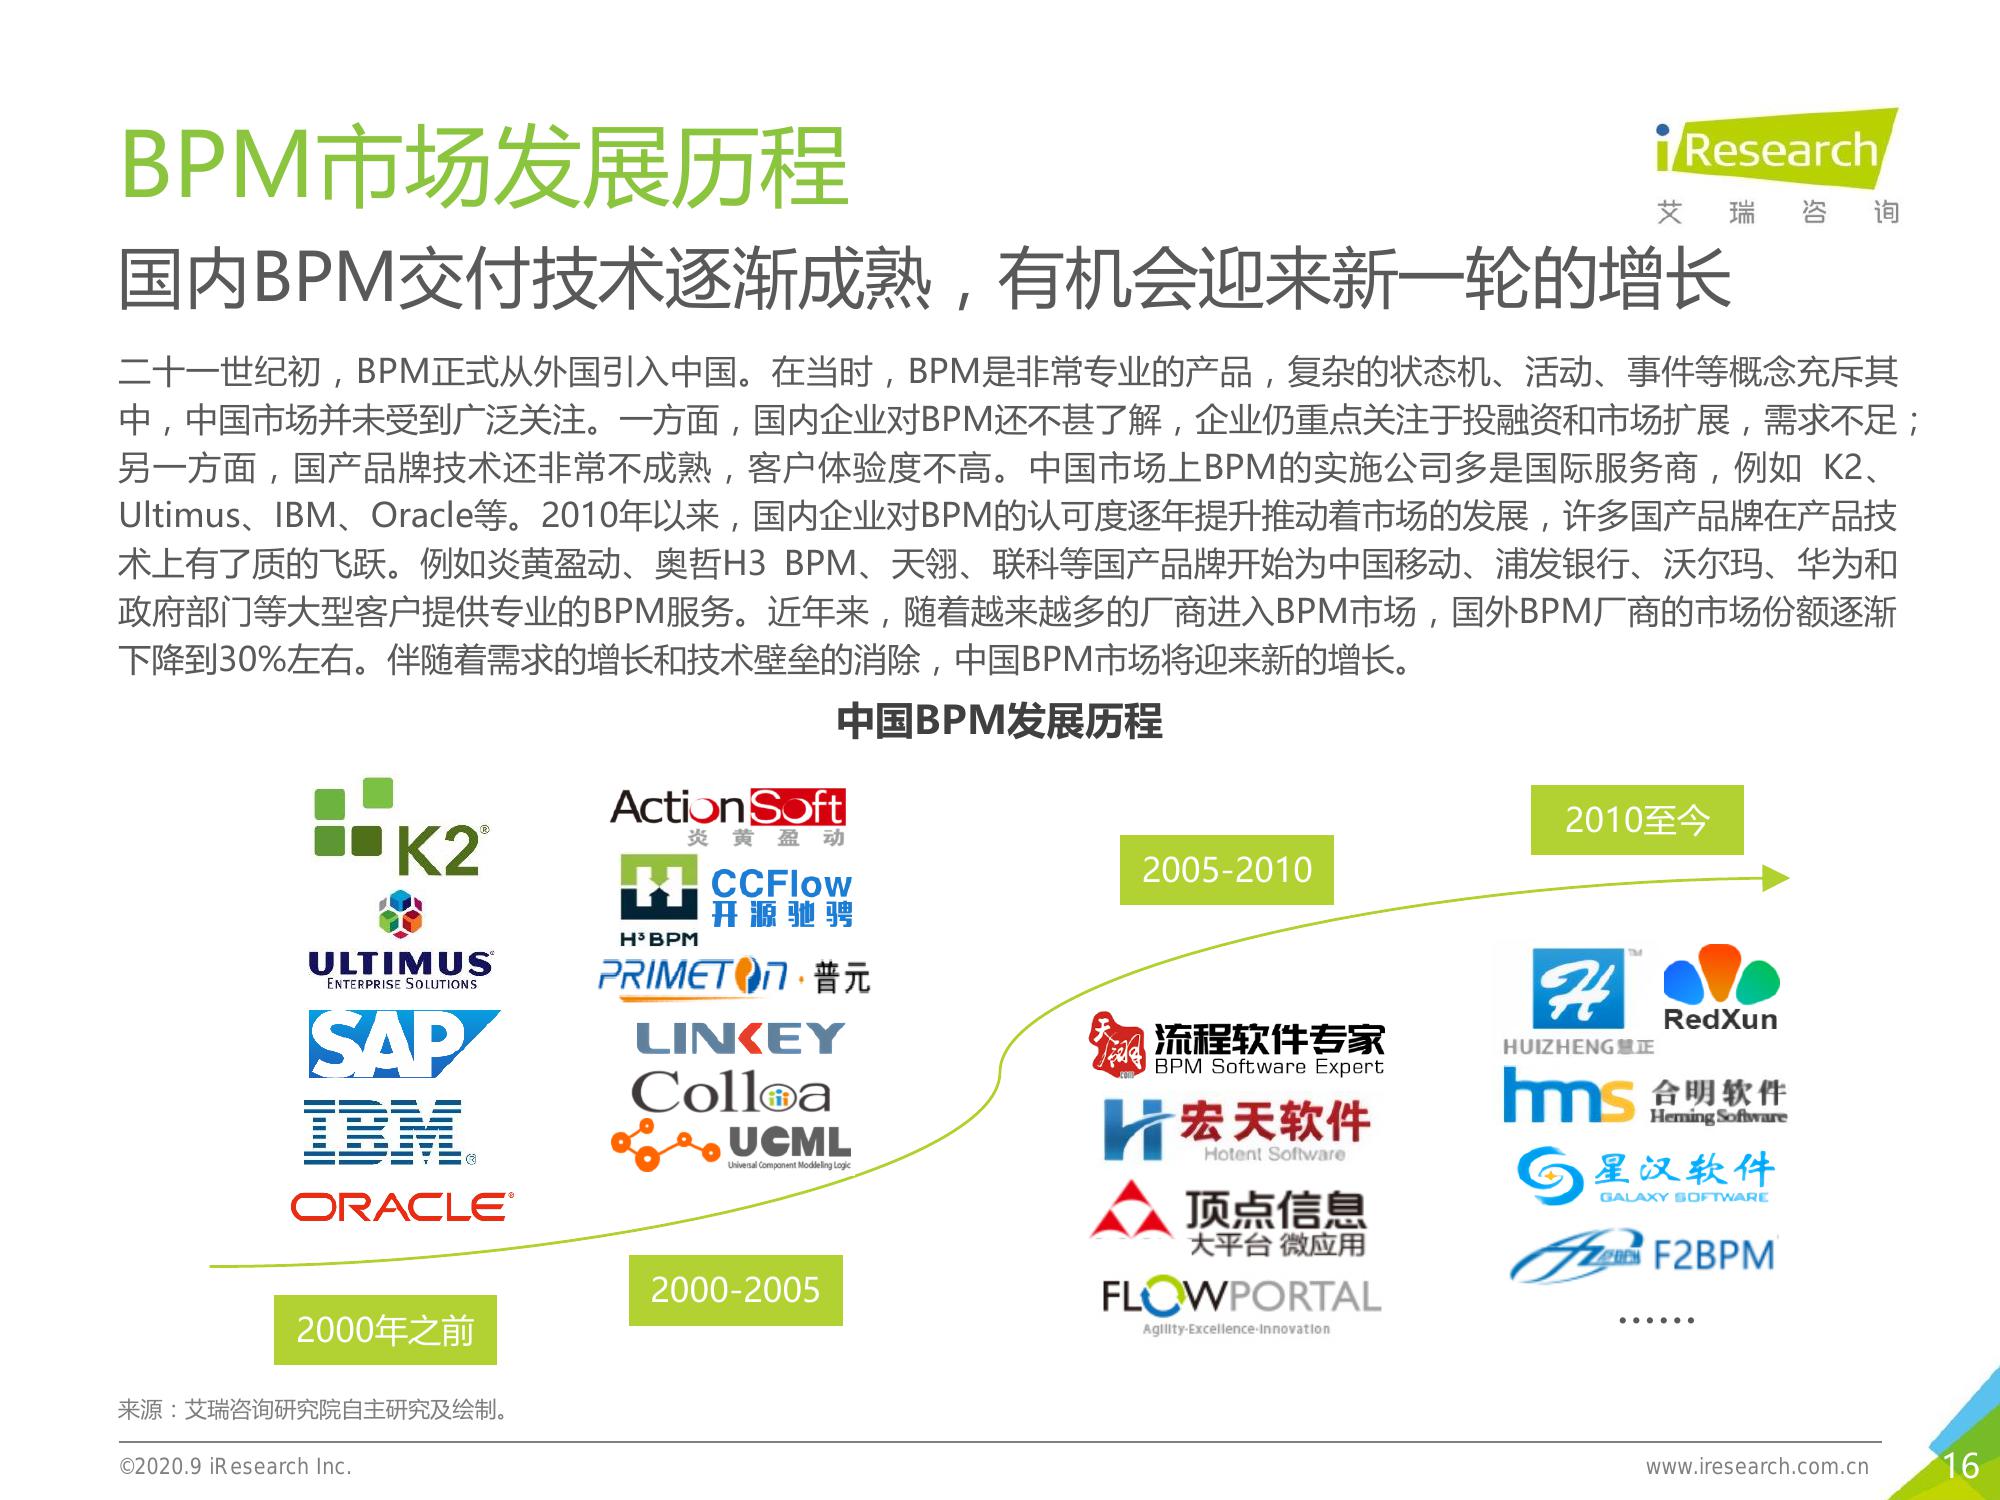 BPM市场发展历程
iResearch
艾 瑞 咨 询
国内BPM交付技术逐渐成熟，有机会迎来新一轮的增长
二十一世纪初，BPM正式从外国引入中国。在当时，BPM是非常专业的产品，复杂的状态机、活动、事件等概念充斥其
中，中国市场并未受到广泛关注。一方面，国内企业对BPM还不甚了解，企业仍重点关注于投融资和市场扩展，需求不足；
另一方面，国产品牌技术还非常不成熟，客户体验度不高。中国市场上BPM的实施公司多是国际服务商，例如 K2、
Ultimus、IBM、Oracle等。2010年以来，国内企业对BPM的认可度逐年提升推动着市场的发展，许多国产品牌在产品技
术上有了质的飞跃。例如炎黄盈动、奥哲H3 BPM、天翎、联科等国产品牌开始为中国移动、浦发银行、沃尔玛、华为和
政府部门等大型客户提供专业的BPM服务。近年来，随着越来越多的厂商进入BPM市场，国外BPM厂商的市场份额逐渐
下降到30%左右。伴随着需求的增长和技术壁垒的消除，中国BPM市场将迎来新的增长。
中国BPM发展历程
K2®
ULTIMUS®
ENTERPRISE SOLUTIONS
SAP
IBM®
ORACLE®
2000年之前
ActionSoft
炎 黄 盈 动
H³BPM
CCFlow
开源驰骋
PRIMETON·普元
LINKEY
Colloa
UCML
Universal Component Moddeling Logic
2000-2005
2005-2010
天翎.com
流程软件专家
BPM Software Expert
宏天软件
Hotent Software
顶点信息
大平台 微应用
FLOWPORTAL
Agility·Excellence·Innovation
2010至今
HUIZHENG慧正™
RedXun
hms 合明软件
Heming Software
星汉软件
GALAXY SOFTWARE
F2BPM
······
来源：艾瑞咨询研究院自主研究及绘制。
©2020.9 iResearch Inc.
www.iresearch.com.cn
16